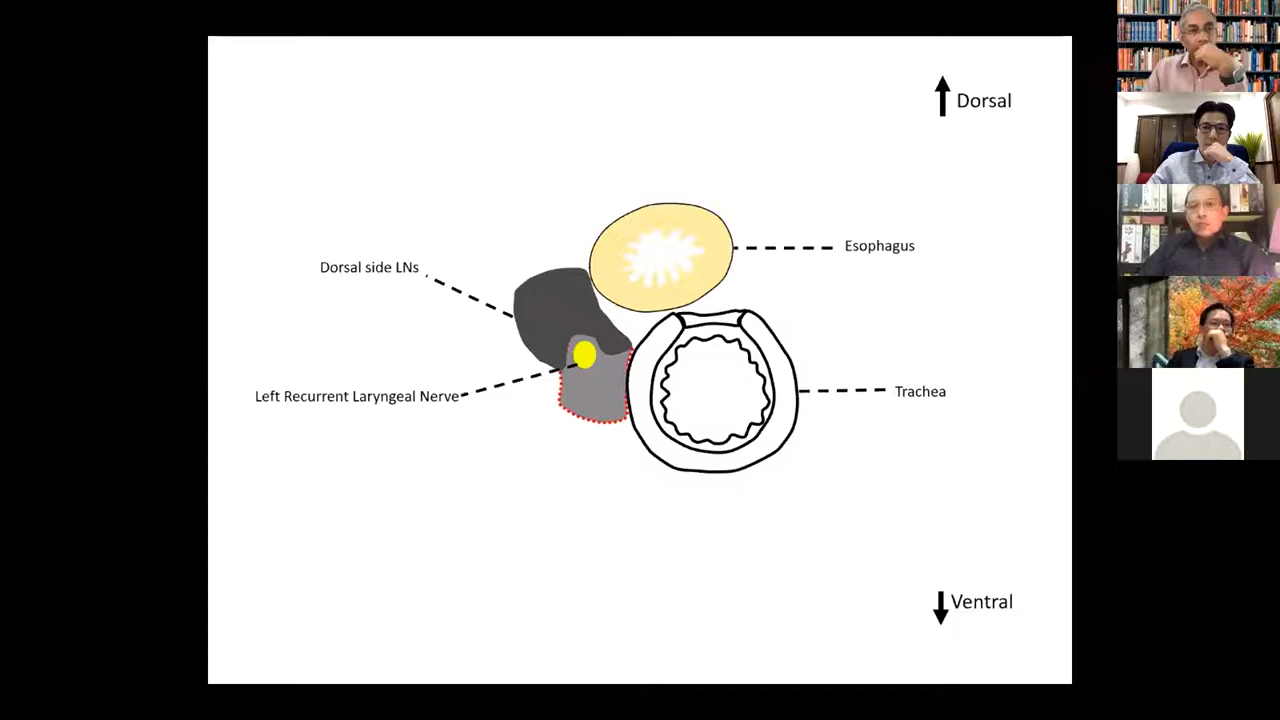 Dorsal
Esophagus
Dorsal side LNs
Trachea
Left Recurrent Laryngeal Nerve
Ventral